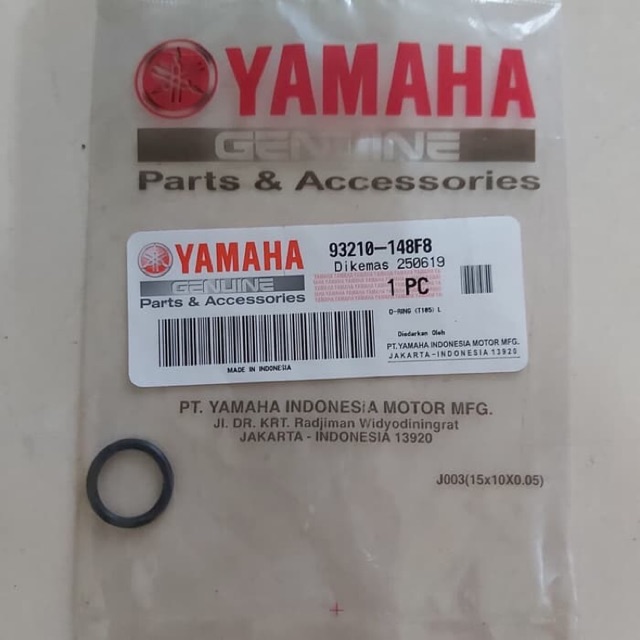 YAMAHA
GENUINE
Parts & Accessories
YAMAHA
GENUINE
Parts & Accessories
93210-148F8
Dikemas 250619
1 PC
O-RING (T105) L
Diedarkan Oleh
PT.YAMAHA INDONESIA MOTOR MFG.
JAKARTA-INDONESIA 13920
MADE IN INDONESIA
PT. YAMAHA INDONESIA MOTOR MFG.
Jl. DR. KRT. Radjiman Widyodiningrat
JAKARTA - INDONESIA 13920
J003(15x10X0.05)